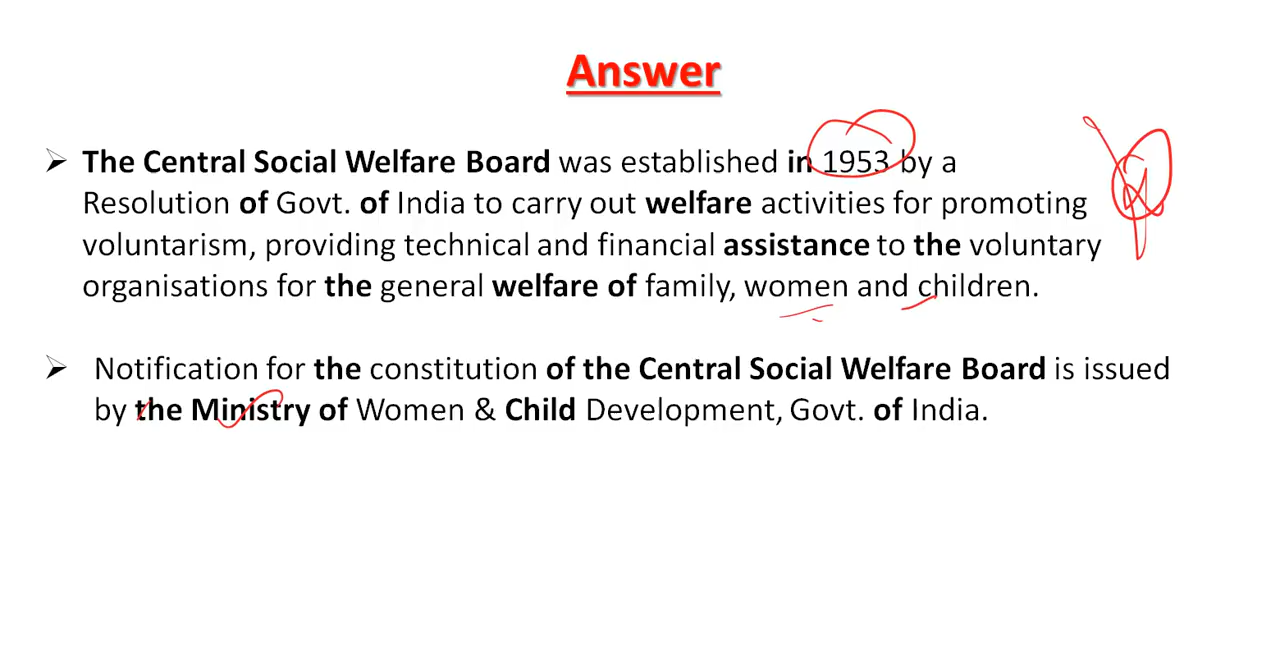 Answer
➢ The Central Social Welfare Board was established in 1953 by a
Resolution of Govt. of India to carry out welfare activities for promoting
voluntarism, providing technical and financial assistance to the voluntary
organisations for the general welfare of family, women and children.
➢ Notification for the constitution of the Central Social Welfare Board is issued
by the Ministry of Women & Child Development, Govt. of India.